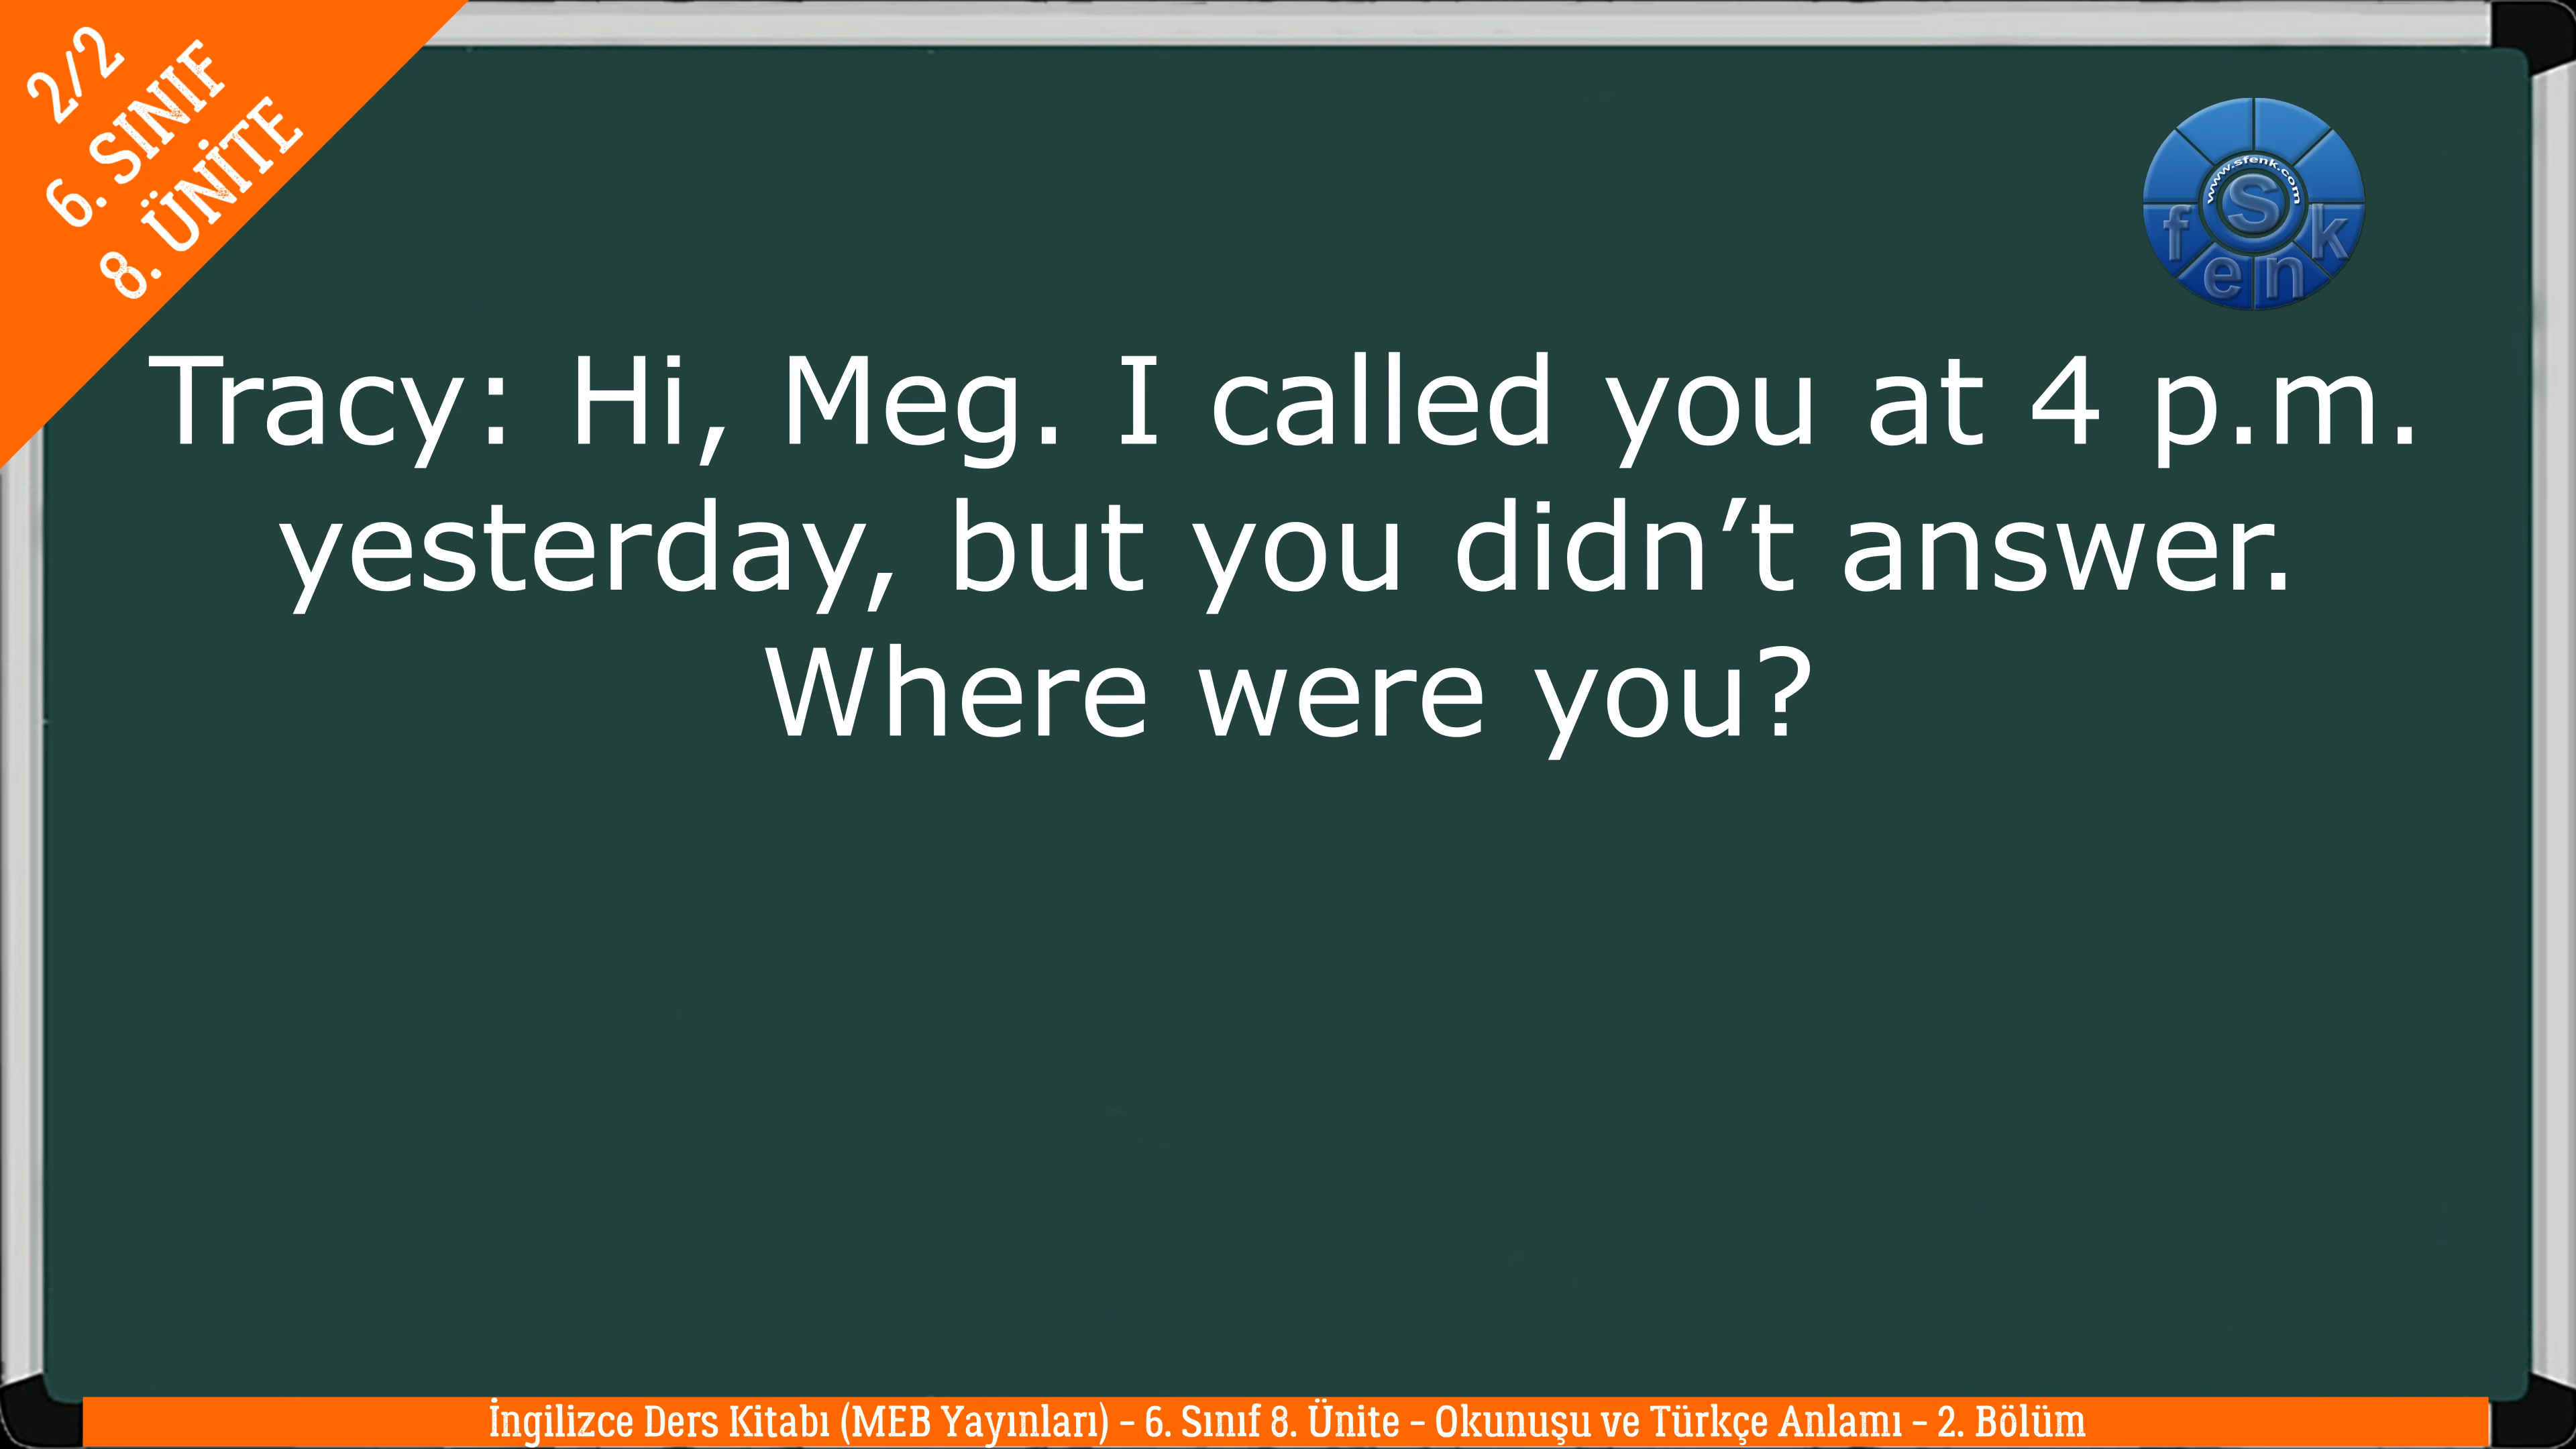 2/2
6. SINIF
8. ÜNİTE
www.sfenk.com
S
f e n k
Tracy: Hi, Meg. I called you at 4 p.m.
yesterday, but you didn’t answer.
Where were you?
İngilizce Ders Kitabı (MEB Yayınları) – 6. Sınıf 8. Ünite – Okunuşu ve Türkçe Anlamı – 2. Bölüm